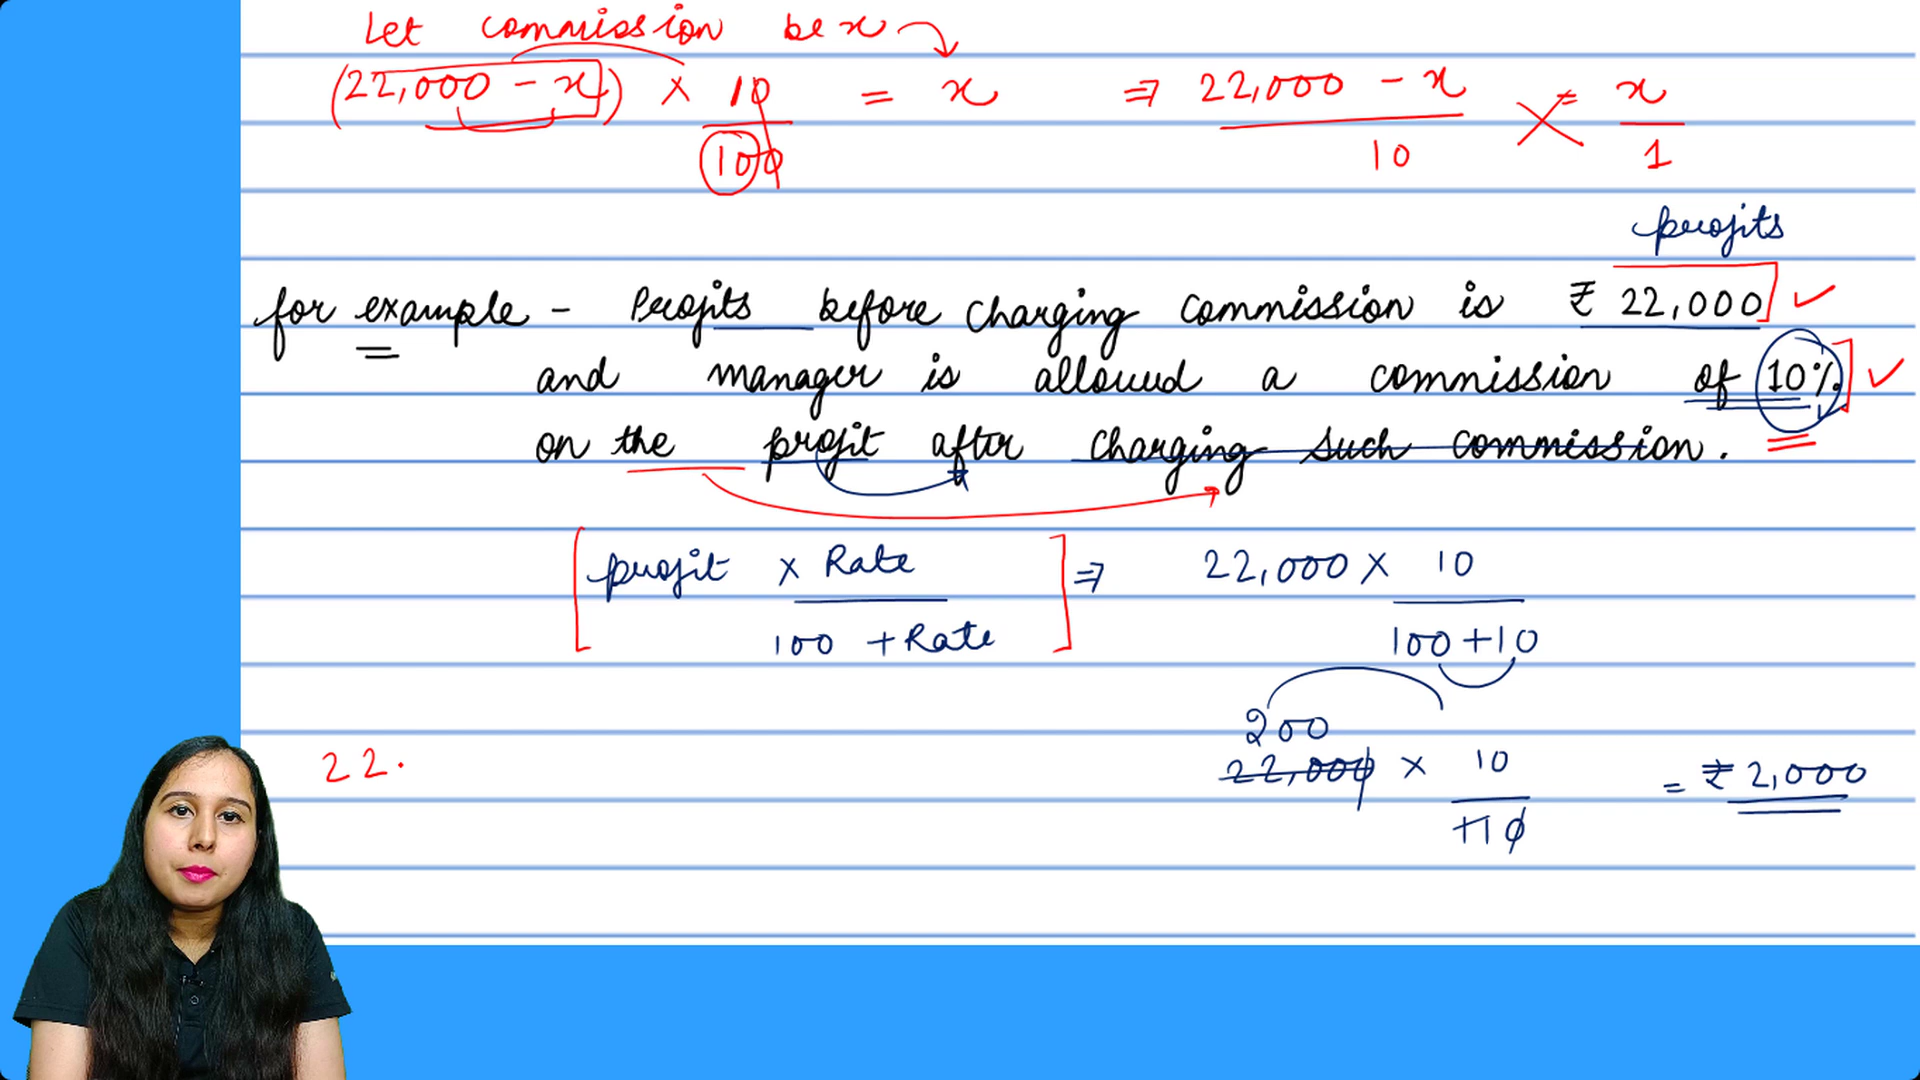 Let commission be x
(22,000 - x) × 10/100 = x ⇒ 22,000 - x/10 = x/1
profits
for example - Profits before charging commission is ₹ 22,000
and manager is allowed a commission of 10%
on the profit after charging such commission.
profit × Rate/100 + Rate ⇒ 22,000 × 10/100 + 10
200
22. 22,000 × 10/110 = ₹ 2,000